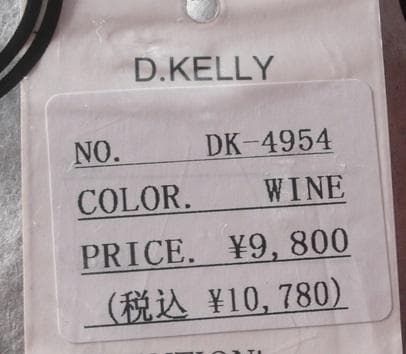 D.KELLY
NO. DK-4954
COLOR. WINE
PRICE. ¥9,800
(税込 ¥10,780)